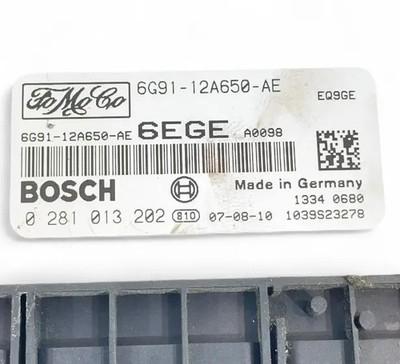 FoMoCo 6G91-12A650-AE EQ9GE
6G91-12A650-AE 6EGE A0098
BOSCH Made in Germany
1334 0680
0 281 013 202 810 07-08-10 1039S23278